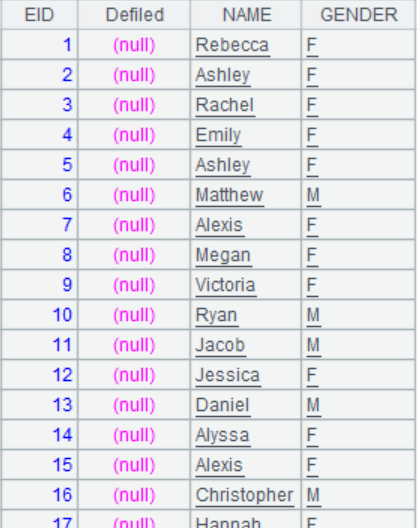 EID Defiled NAME GENDER
1 (null) Rebecca F
2 (null) Ashley F
3 (null) Rachel F
4 (null) Emily F
5 (null) Ashley F
6 (null) Matthew M
7 (null) Alexis F
8 (null) Megan F
9 (null) Victoria F
10 (null) Ryan M
11 (null) Jacob M
12 (null) Jessica F
13 (null) Daniel M
14 (null) Alyssa F
15 (null) Alexis F
16 (null) Christopher M
17 (null) Hannah F